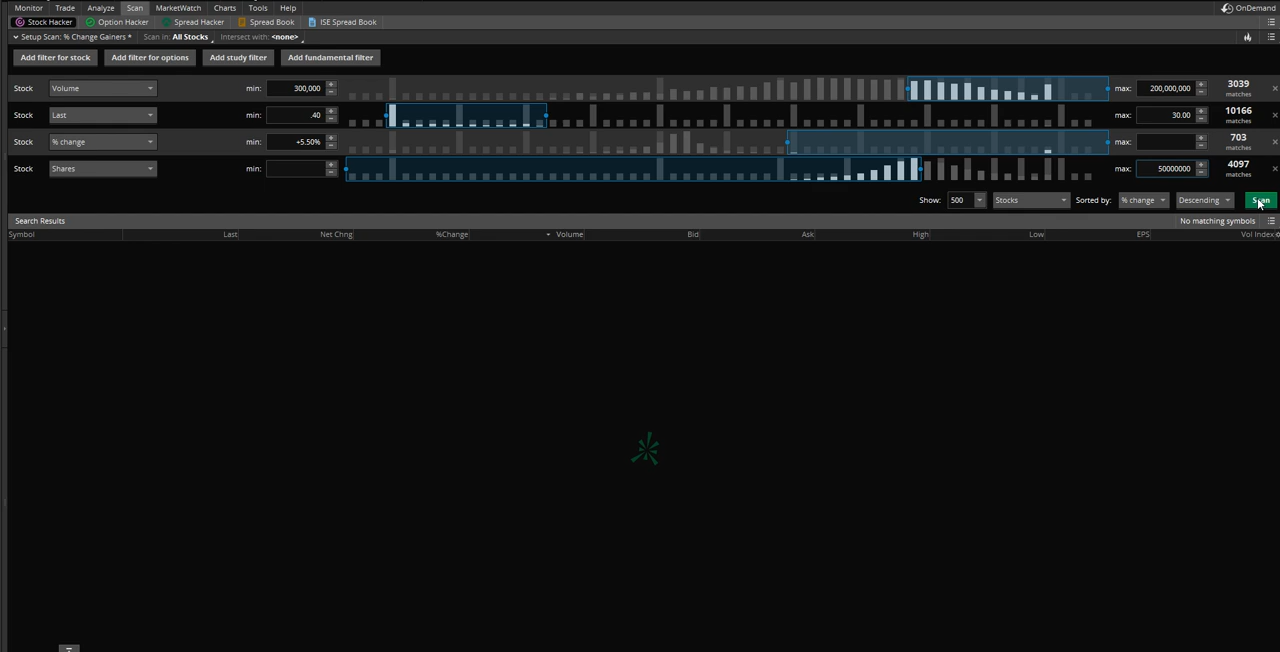 Monitor Trade Analyze Scan MarketWatch Charts Tools Help OnDemand
Stock Hacker Option Hacker Spread Hacker Spread Book ISE Spread Book
Setup Scan: % Change Gainers * Scan in: All Stocks Intersect with: <none>
Add filter for stock Add filter for options Add study filter Add fundamental filter
Stock Volume min: 300,000 max: 200,000,000 3039 matches
Stock Last min: .40 max: 30.00 10166 matches
Stock % change min: +5.50% max: 703 matches
Stock Shares min: max: 50000000 4097 matches
Show: 500 Stocks Sorted by: % change Descending Scan
Search Results No matching symbols
Symbol Last Net Chng %Change Volume Bid Ask High Low EPS Vol Index